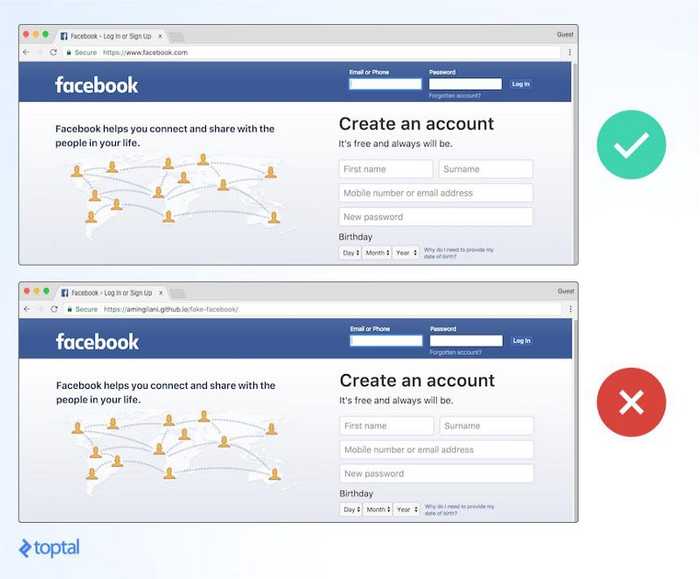 Facebook - Log In or Sign Up
Guest
Secure https://www.facebook.com
facebook
Email or Phone
Password
Log In
Forgotten account?
Facebook helps you connect and share with the
people in your life.
Create an account
It's free and always will be.
First name
Surname
Mobile number or email address
New password
Birthday
Day
Month
Year
Why do I need to provide my
date of birth?
Facebook - Log In or Sign Up
Guest
Secure https://amingilani.github.io/fake-facebook/
facebook
Email or Phone
Password
Log In
Forgotten account?
Facebook helps you connect and share with the
people in your life.
Create an account
It's free and always will be.
First name
Surname
Mobile number or email address
New password
Birthday
Day
Month
Year
Why do I need to provide my
date of birth?
toptal